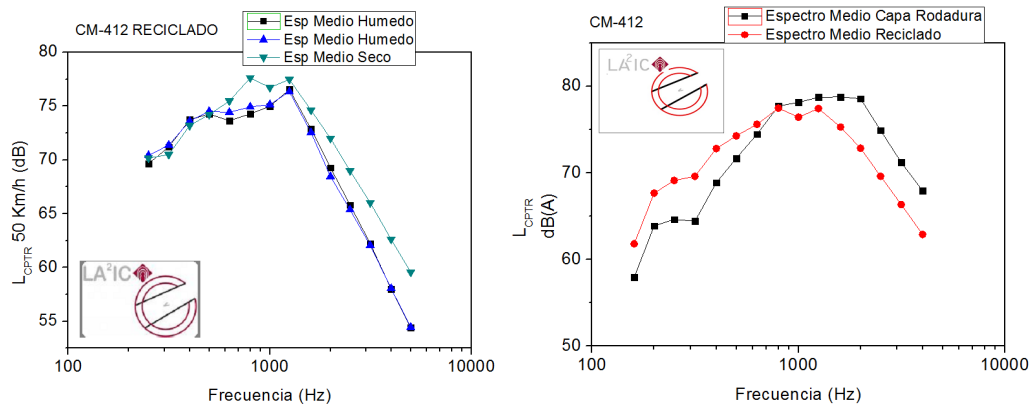 CM-412 RECICLADO
Esp Medio Humedo
Esp Medio Humedo
Esp Medio Seco
80
75
70
65
60
55
L_CPTR 50 Km/h (dB)
LA²IC
100
1000
10000
Frecuencia (Hz)
CM-412
Espectro Medio Capa Rodadura
Espectro Medio Reciclado
LA²IC
80
70
60
50
L_CPTR
dB(A)
100
1000
10000
Frecuencia (Hz)